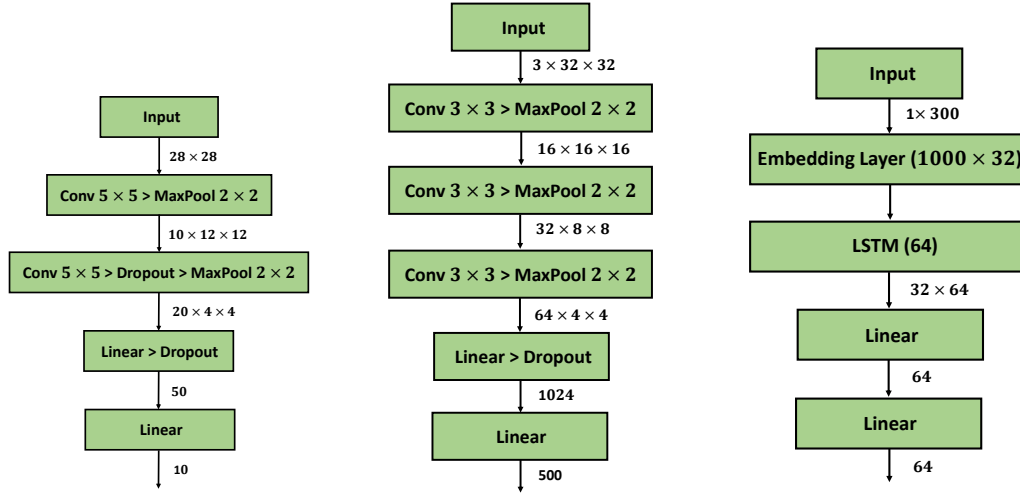 Input
28 × 28
Conv 5 × 5 > MaxPool 2 × 2
10 × 12 × 12
Conv 5 × 5 > Dropout > MaxPool 2 × 2
20 × 4 × 4
Linear > Dropout
50
Linear
10
Input
3 × 32 × 32
Conv 3 × 3 > MaxPool 2 × 2
16 × 16 × 16
Conv 3 × 3 > MaxPool 2 × 2
32 × 8 × 8
Conv 3 × 3 > MaxPool 2 × 2
64 × 4 × 4
Linear > Dropout
1024
Linear
500
Input
1× 300
Embedding Layer (1000 × 32)
LSTM (64)
32 × 64
Linear
64
Linear
64